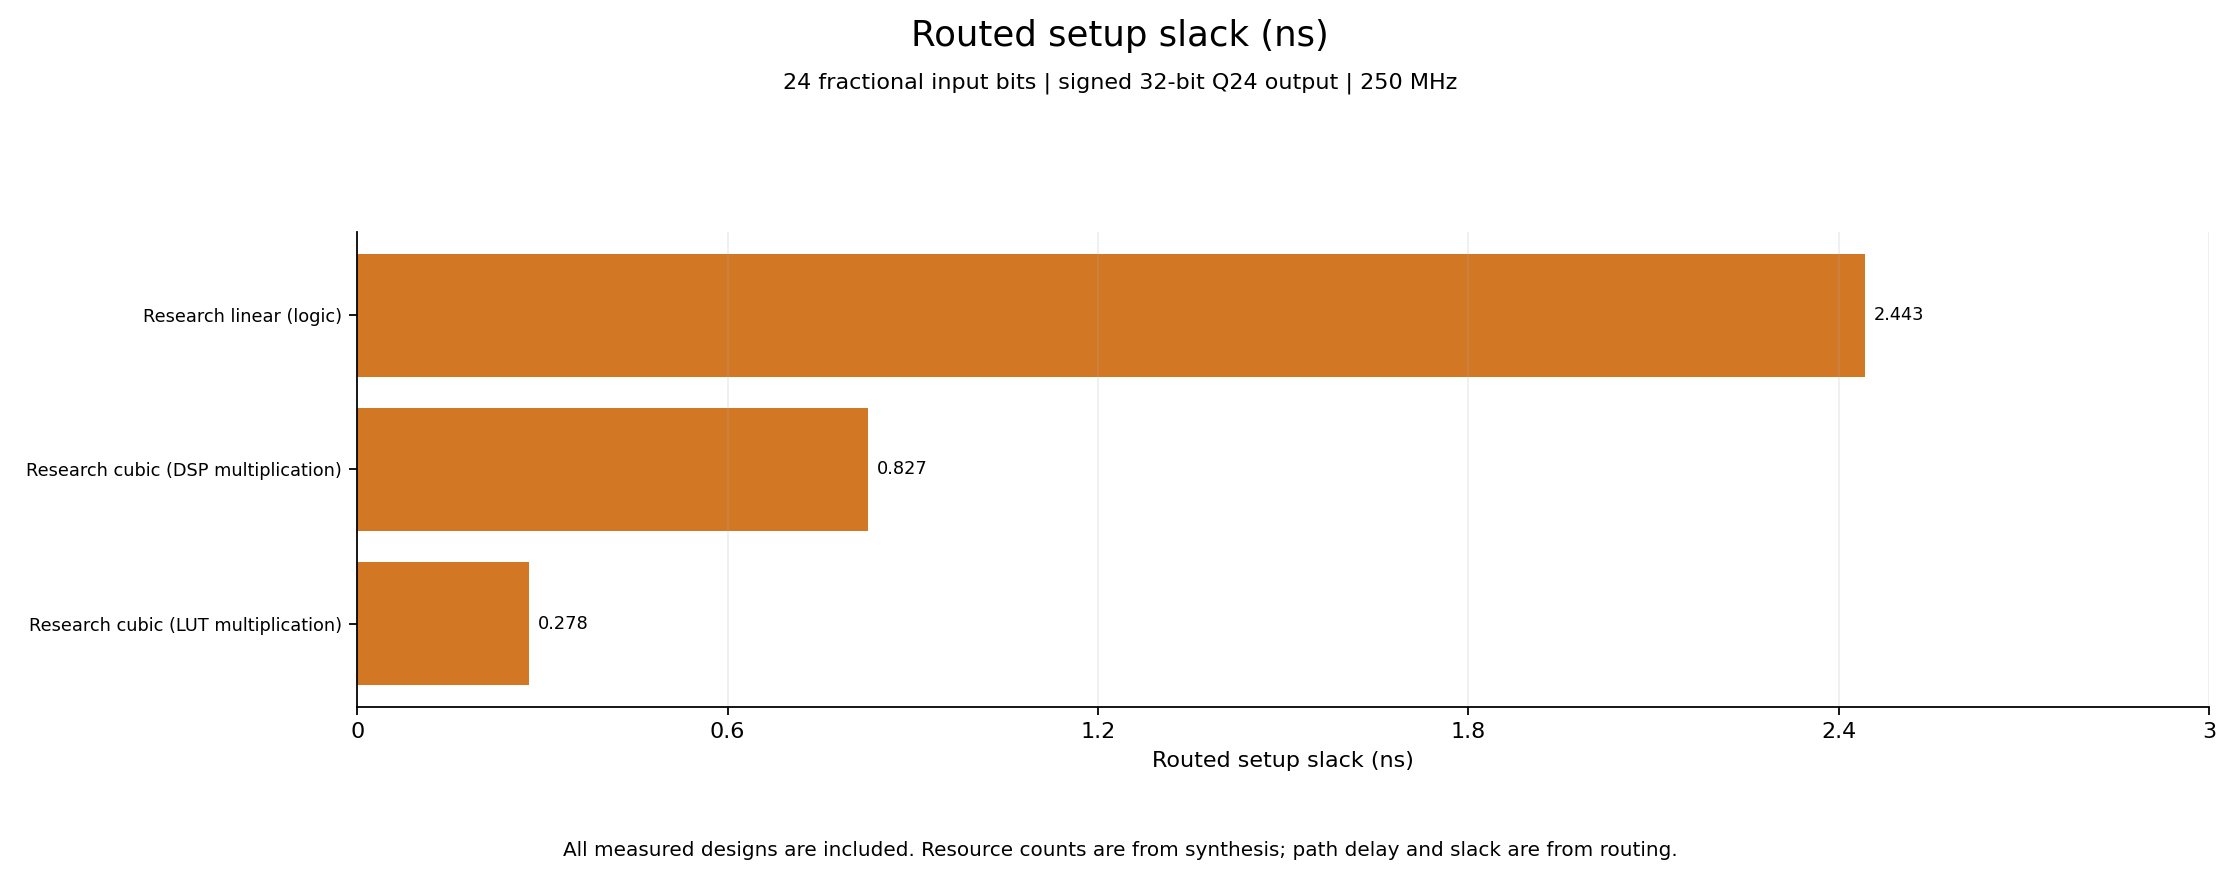 Routed setup slack (ns)
24 fractional input bits | signed 32-bit Q24 output | 250 MHz
Research linear (logic)
2.443
Research cubic (DSP multiplication)
0.827
Research cubic (LUT multiplication)
0.278
0 0.6 1.2 1.8 2.4 3
Routed setup slack (ns)
All measured designs are included. Resource counts are from synthesis; path delay and slack are from routing.